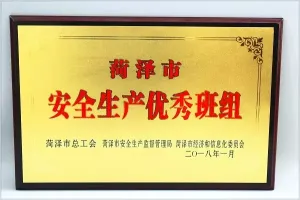 菏泽市
安全生产优秀班组
菏泽市总工会 菏泽市安全生产监督管理局 菏泽市经济和信息化委员会
二〇一八年一月